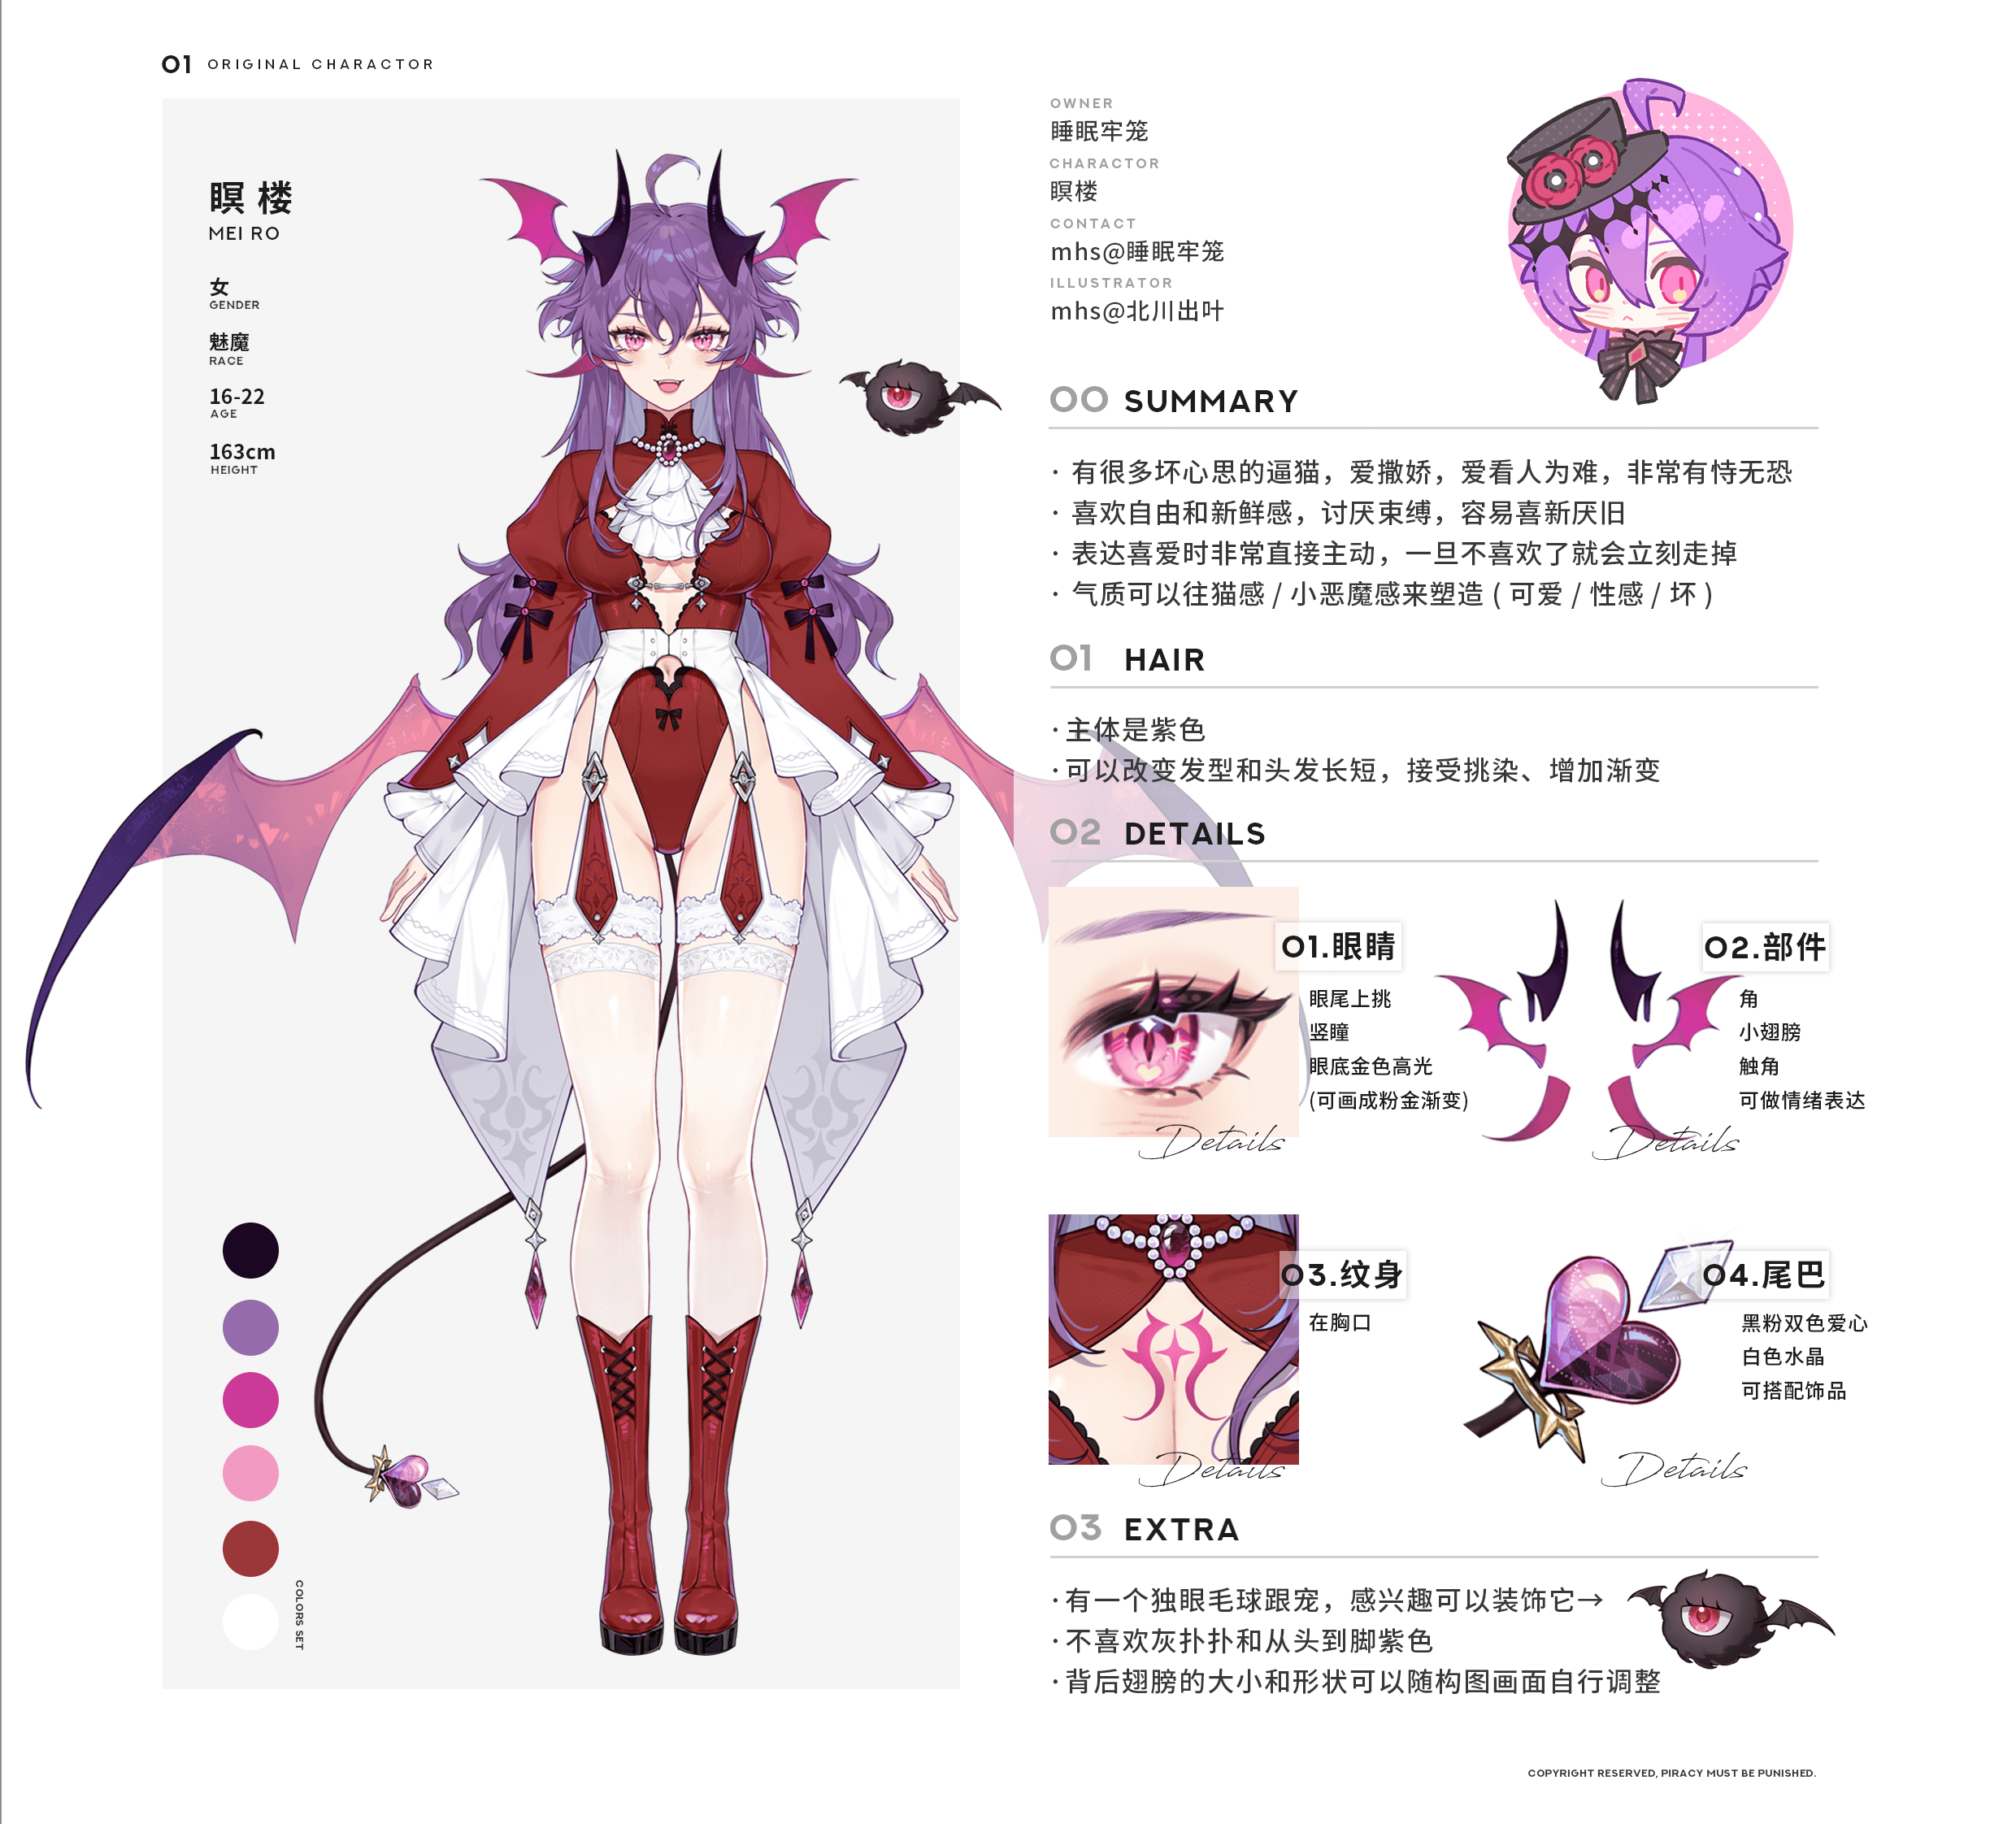 01 ORIGINAL CHARACTOR
瞑楼
MEI RO
女
GENDER
魅魔
RACE
16-22
AGE
163cm
HEIGHT
COLORS SET
OWNER
睡眠牢笼
CHARACTOR
瞑楼
CONTACT
mhs@睡眠牢笼
ILLUSTRATOR
mhs@北川出叶
00 SUMMARY
· 有很多坏心思的逼猫，爱撒娇，爱看人为难，非常有恃无恐
· 喜欢自由和新鲜感，讨厌束缚，容易喜新厌旧
· 表达喜爱时非常直接主动，一旦不喜欢了就会立刻走掉
· 气质可以往猫感 / 小恶魔感来塑造 ( 可爱 / 性感 / 坏 )
01 HAIR
·主体是紫色
·可以改变发型和头发长短，接受挑染、增加渐变
02 DETAILS
01.眼睛
眼尾上挑
竖瞳
眼底金色高光
(可画成粉金渐变)
Details
02.部件
角
小翅膀
触角
可做情绪表达
Details
03.纹身
在胸口
Details
04.尾巴
黑粉双色爱心
白色水晶
可搭配饰品
Details
03 EXTRA
·有一个独眼毛球跟宠，感兴趣可以装饰它→
·不喜欢灰扑扑和从头到脚紫色
·背后翅膀的大小和形状可以随构图画面自行调整
COPYRIGHT RESERVED, PIRACY MUST BE PUNISHED.